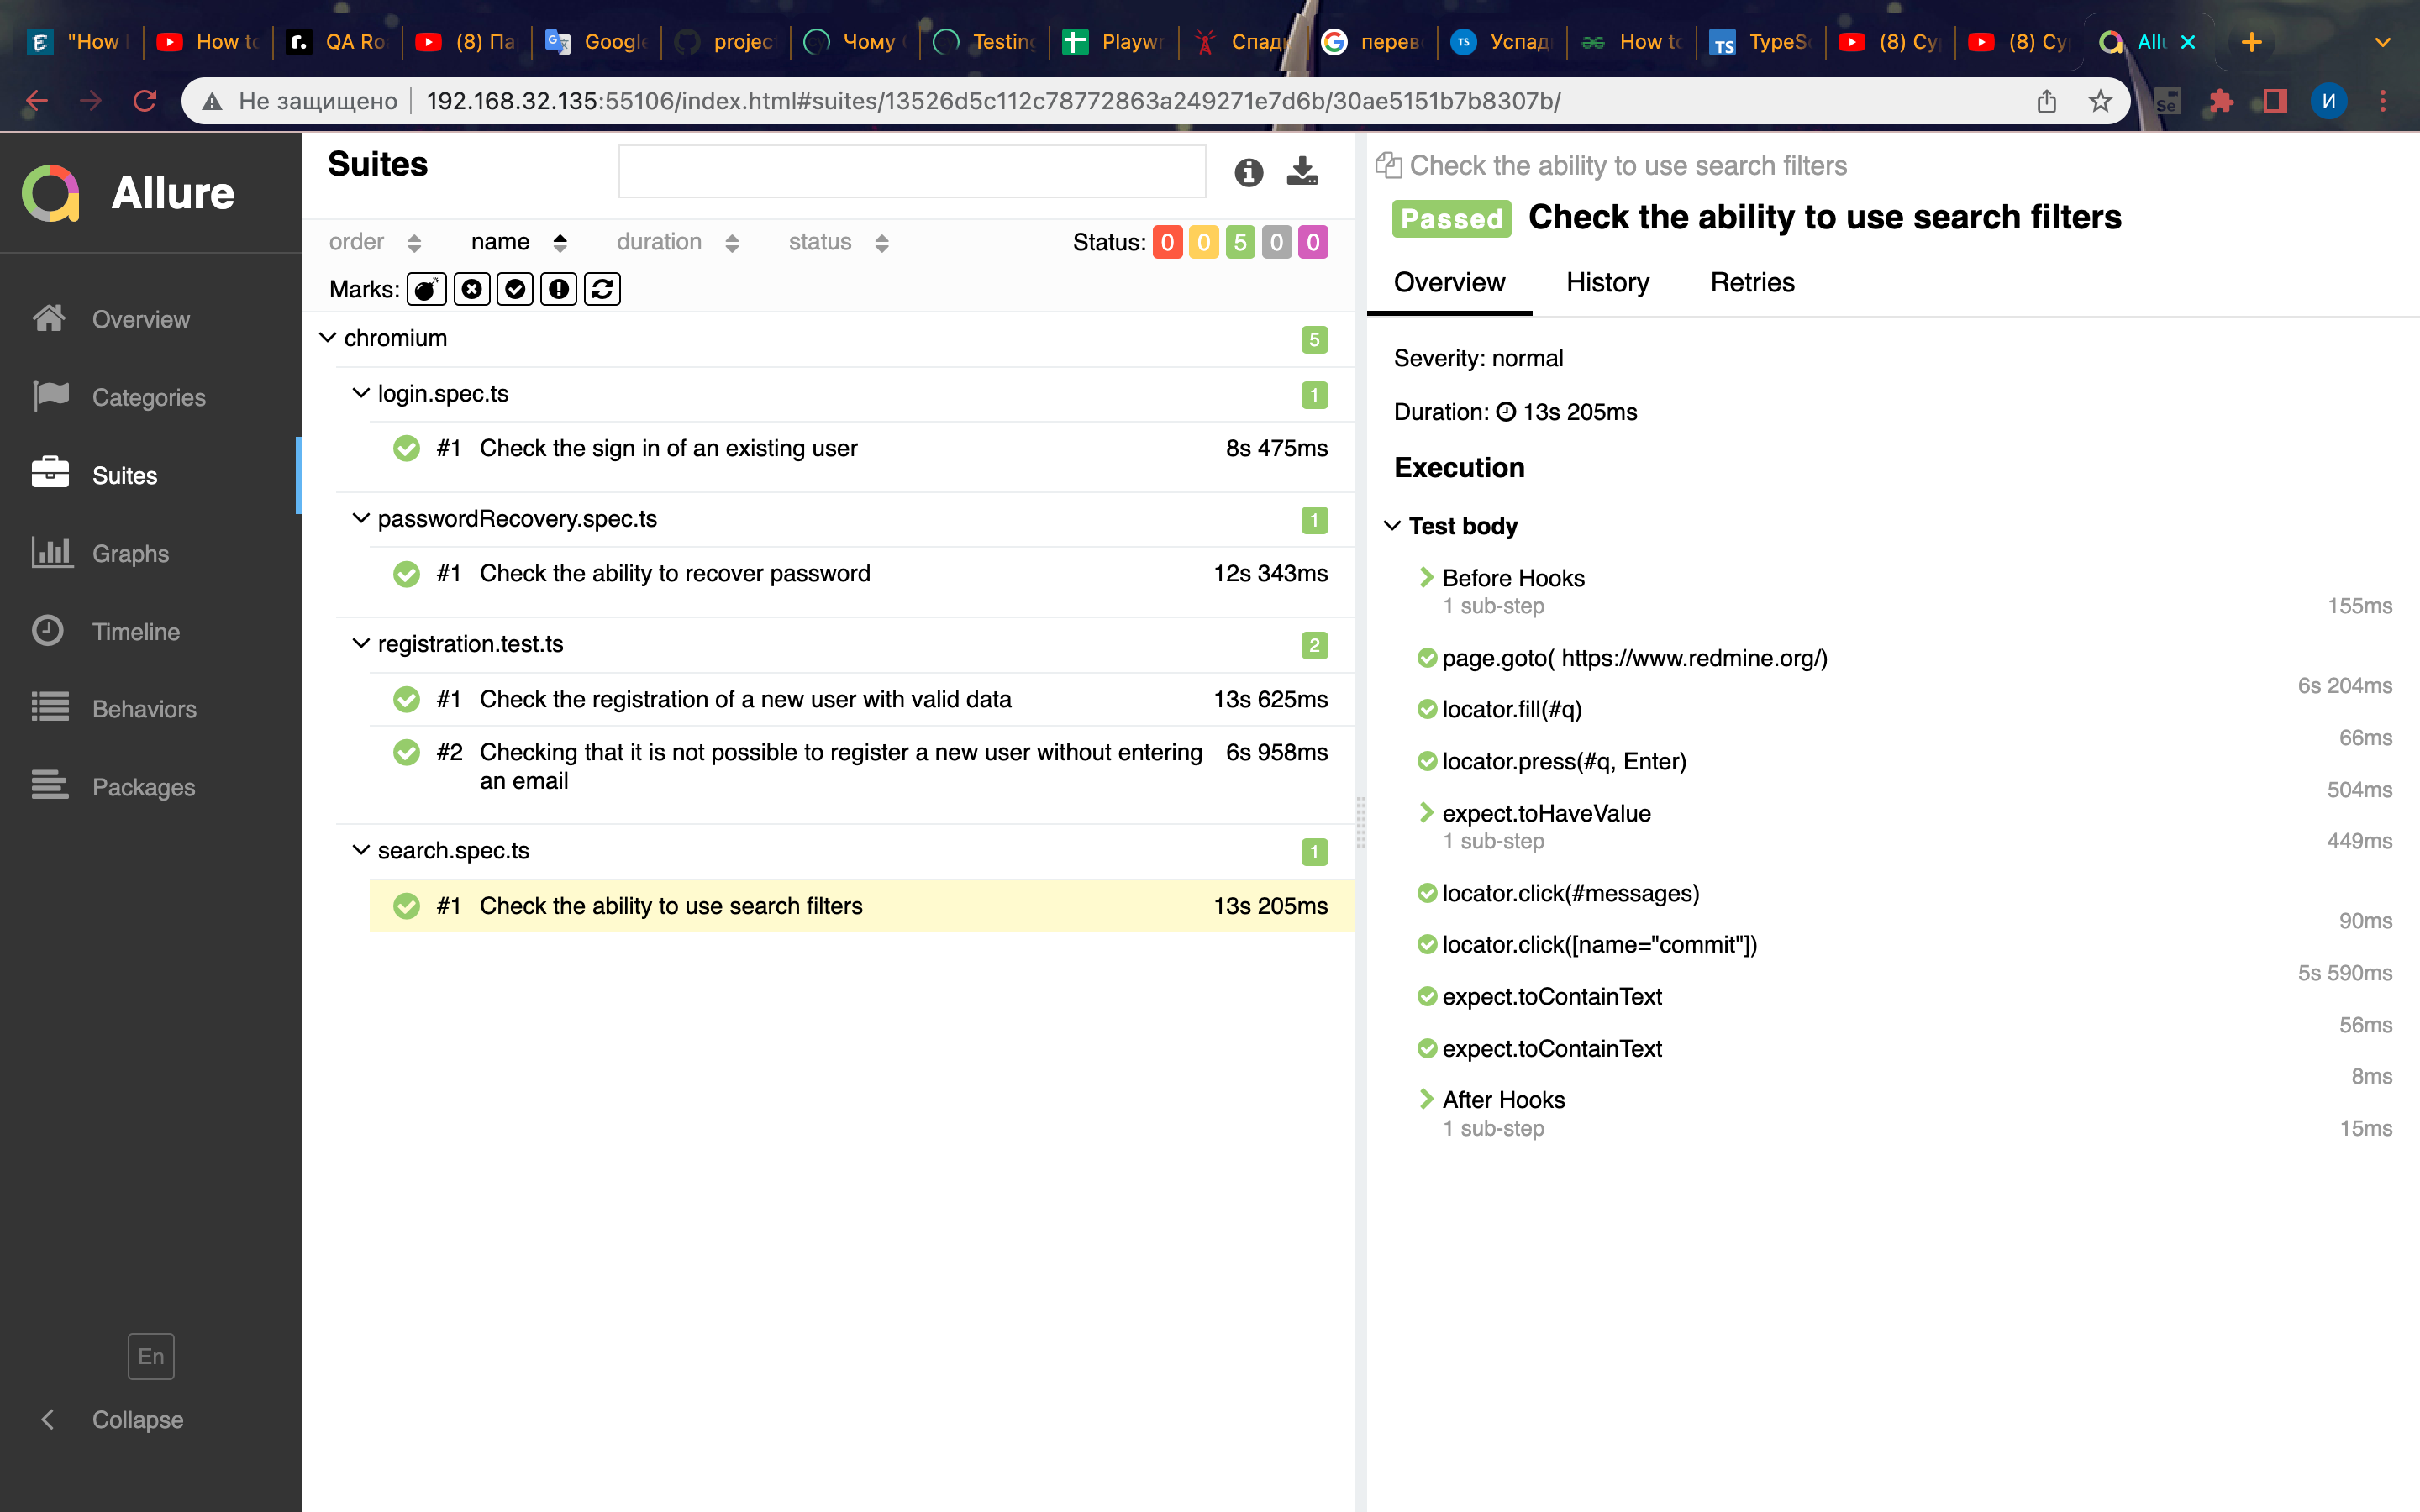 "How
How to
QA Ro
(8) Па
Google
project
Чому
Testing
Playwr
Спад
перев
Успад
How to
TypeSc
(8) Cy
(8) Cy
Allu
Не защищено
192.168.32.135:55106/index.html#suites/13526d5c112c78772863a249271e7d6b/30ae5151b7b8307b/
Se
И
Allure
Overview
Categories
Suites
Graphs
Timeline
Behaviors
Packages
En
Collapse
Suites
order name duration status Status: 0 0 5 0 0
Marks:
chromium 5
login.spec.ts 1
#1 Check the sign in of an existing user 8s 475ms
passwordRecovery.spec.ts 1
#1 Check the ability to recover password 12s 343ms
registration.test.ts 2
#1 Check the registration of a new user with valid data 13s 625ms
#2 Checking that it is not possible to register a new user without entering 6s 958ms
an email
search.spec.ts 1
#1 Check the ability to use search filters 13s 205ms
Check the ability to use search filters
Passed Check the ability to use search filters
Overview History Retries
Severity: normal
Duration: 13s 205ms
Execution
Test body
Before Hooks
1 sub-step 155ms
page.goto( https://www.redmine.org/)
6s 204ms
locator.fill(#q)
66ms
locator.press(#q, Enter)
504ms
expect.toHaveValue
1 sub-step 449ms
locator.click(#messages)
90ms
locator.click([name="commit"])
5s 590ms
expect.toContainText
56ms
expect.toContainText
8ms
After Hooks
1 sub-step 15ms